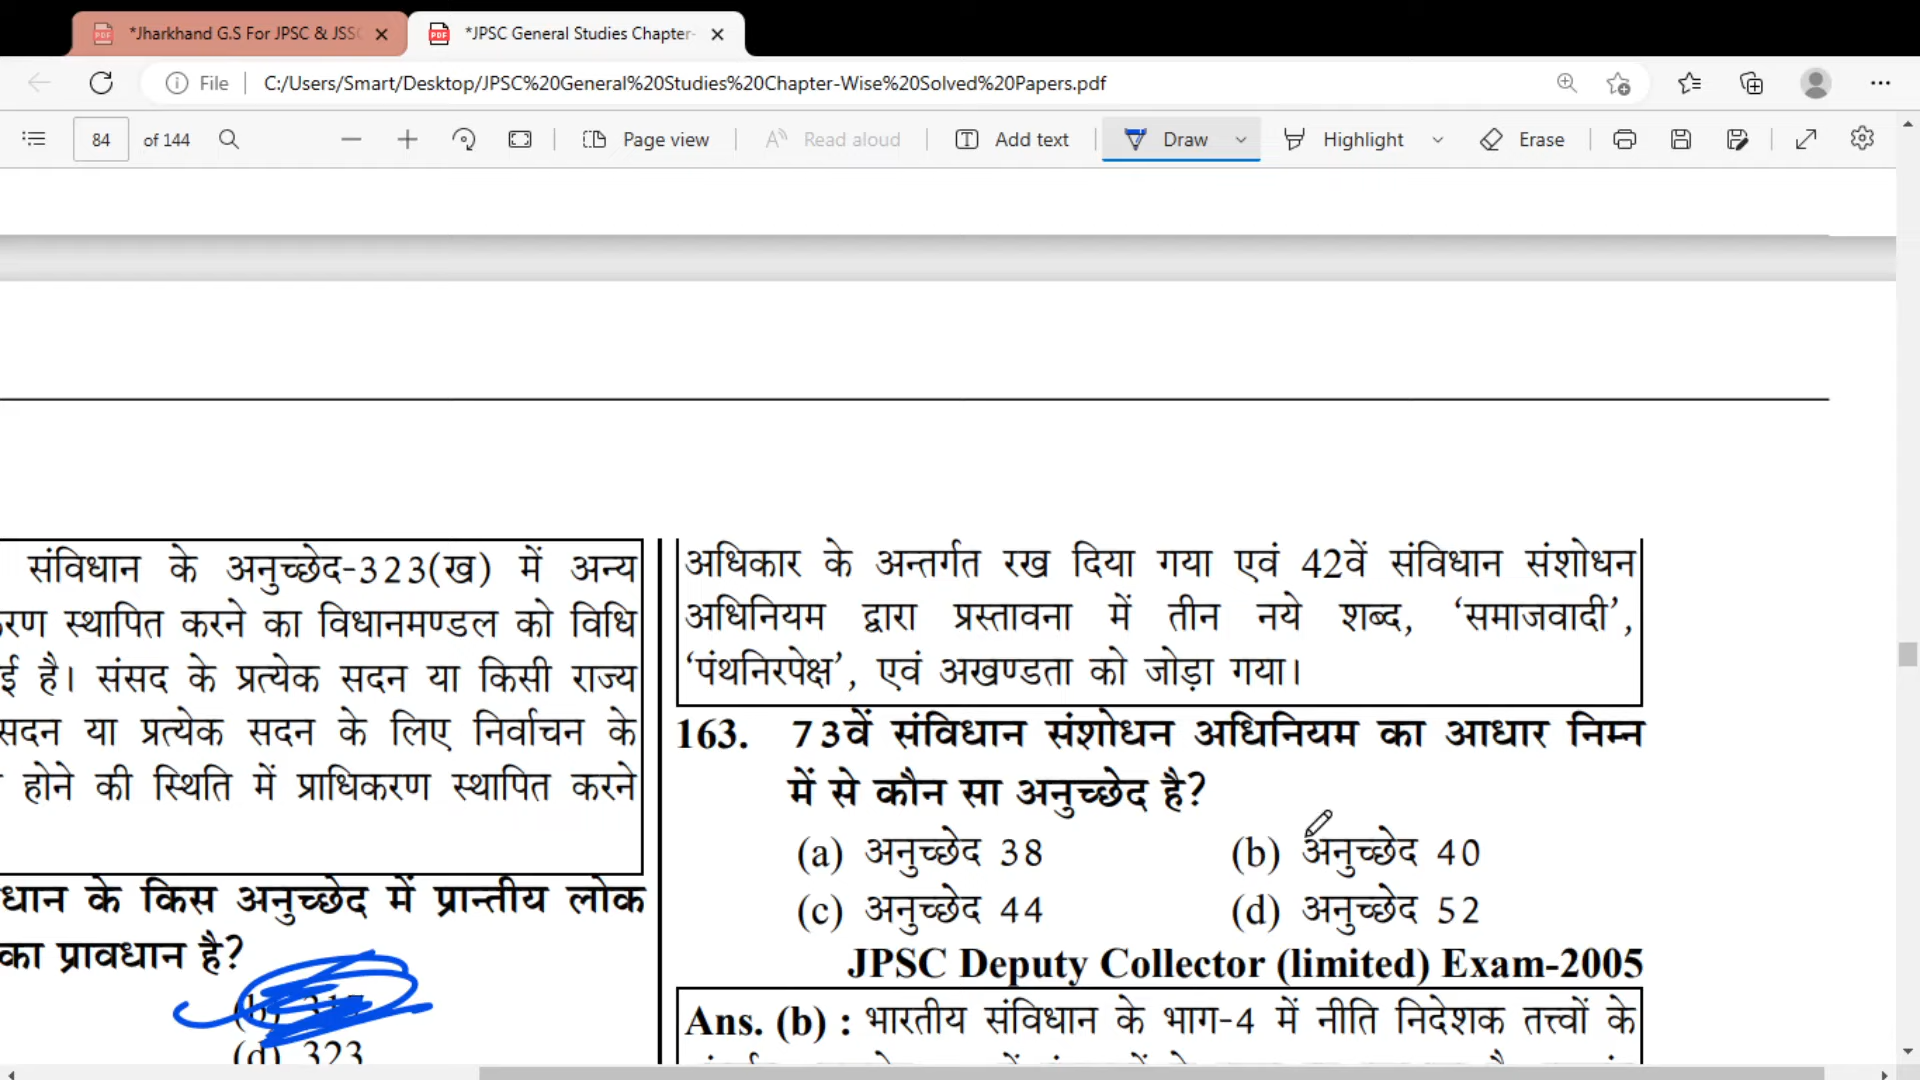 *Jharkhand G.S For JPSC & JSSC
*JPSC General Studies Chapter-
File
C:/Users/Smart/Desktop/JPSC%20General%20Studies%20Chapter-Wise%20Solved%20Papers.pdf
84 of 144
Page view
Read aloud
Add text
Draw
Highlight
Erase
संविधान के अनुच्छेद-323(ख) में अन्य
करण स्थापित करने का विधानमण्डल को विधि
ई है। संसद के प्रत्येक सदन या किसी राज्य
सदन या प्रत्येक सदन के लिए निर्वाचन के
होने की स्थिति में प्राधिकरण स्थापित करने
धान के किस अनुच्छेद में प्रान्तीय लोक
का प्रावधान है?
(b) 317
(d) 323
अधिकार के अन्तर्गत रख दिया गया एवं 42वें संविधान संशोधन
अधिनियम द्वारा प्रस्तावना में तीन नये शब्द, ‘समाजवादी’,
‘पंथनिरपेक्ष’, एवं अखण्डता को जोड़ा गया।
163. 73वें संविधान संशोधन अधिनियम का आधार निम्न
में से कौन सा अनुच्छेद है?
(a) अनुच्छेद 38 (b) अनुच्छेद 40
(c) अनुच्छेद 44 (d) अनुच्छेद 52
JPSC Deputy Collector (limited) Exam-2005
Ans. (b) : भारतीय संविधान के भाग-4 में नीति निदेशक तत्त्वों के